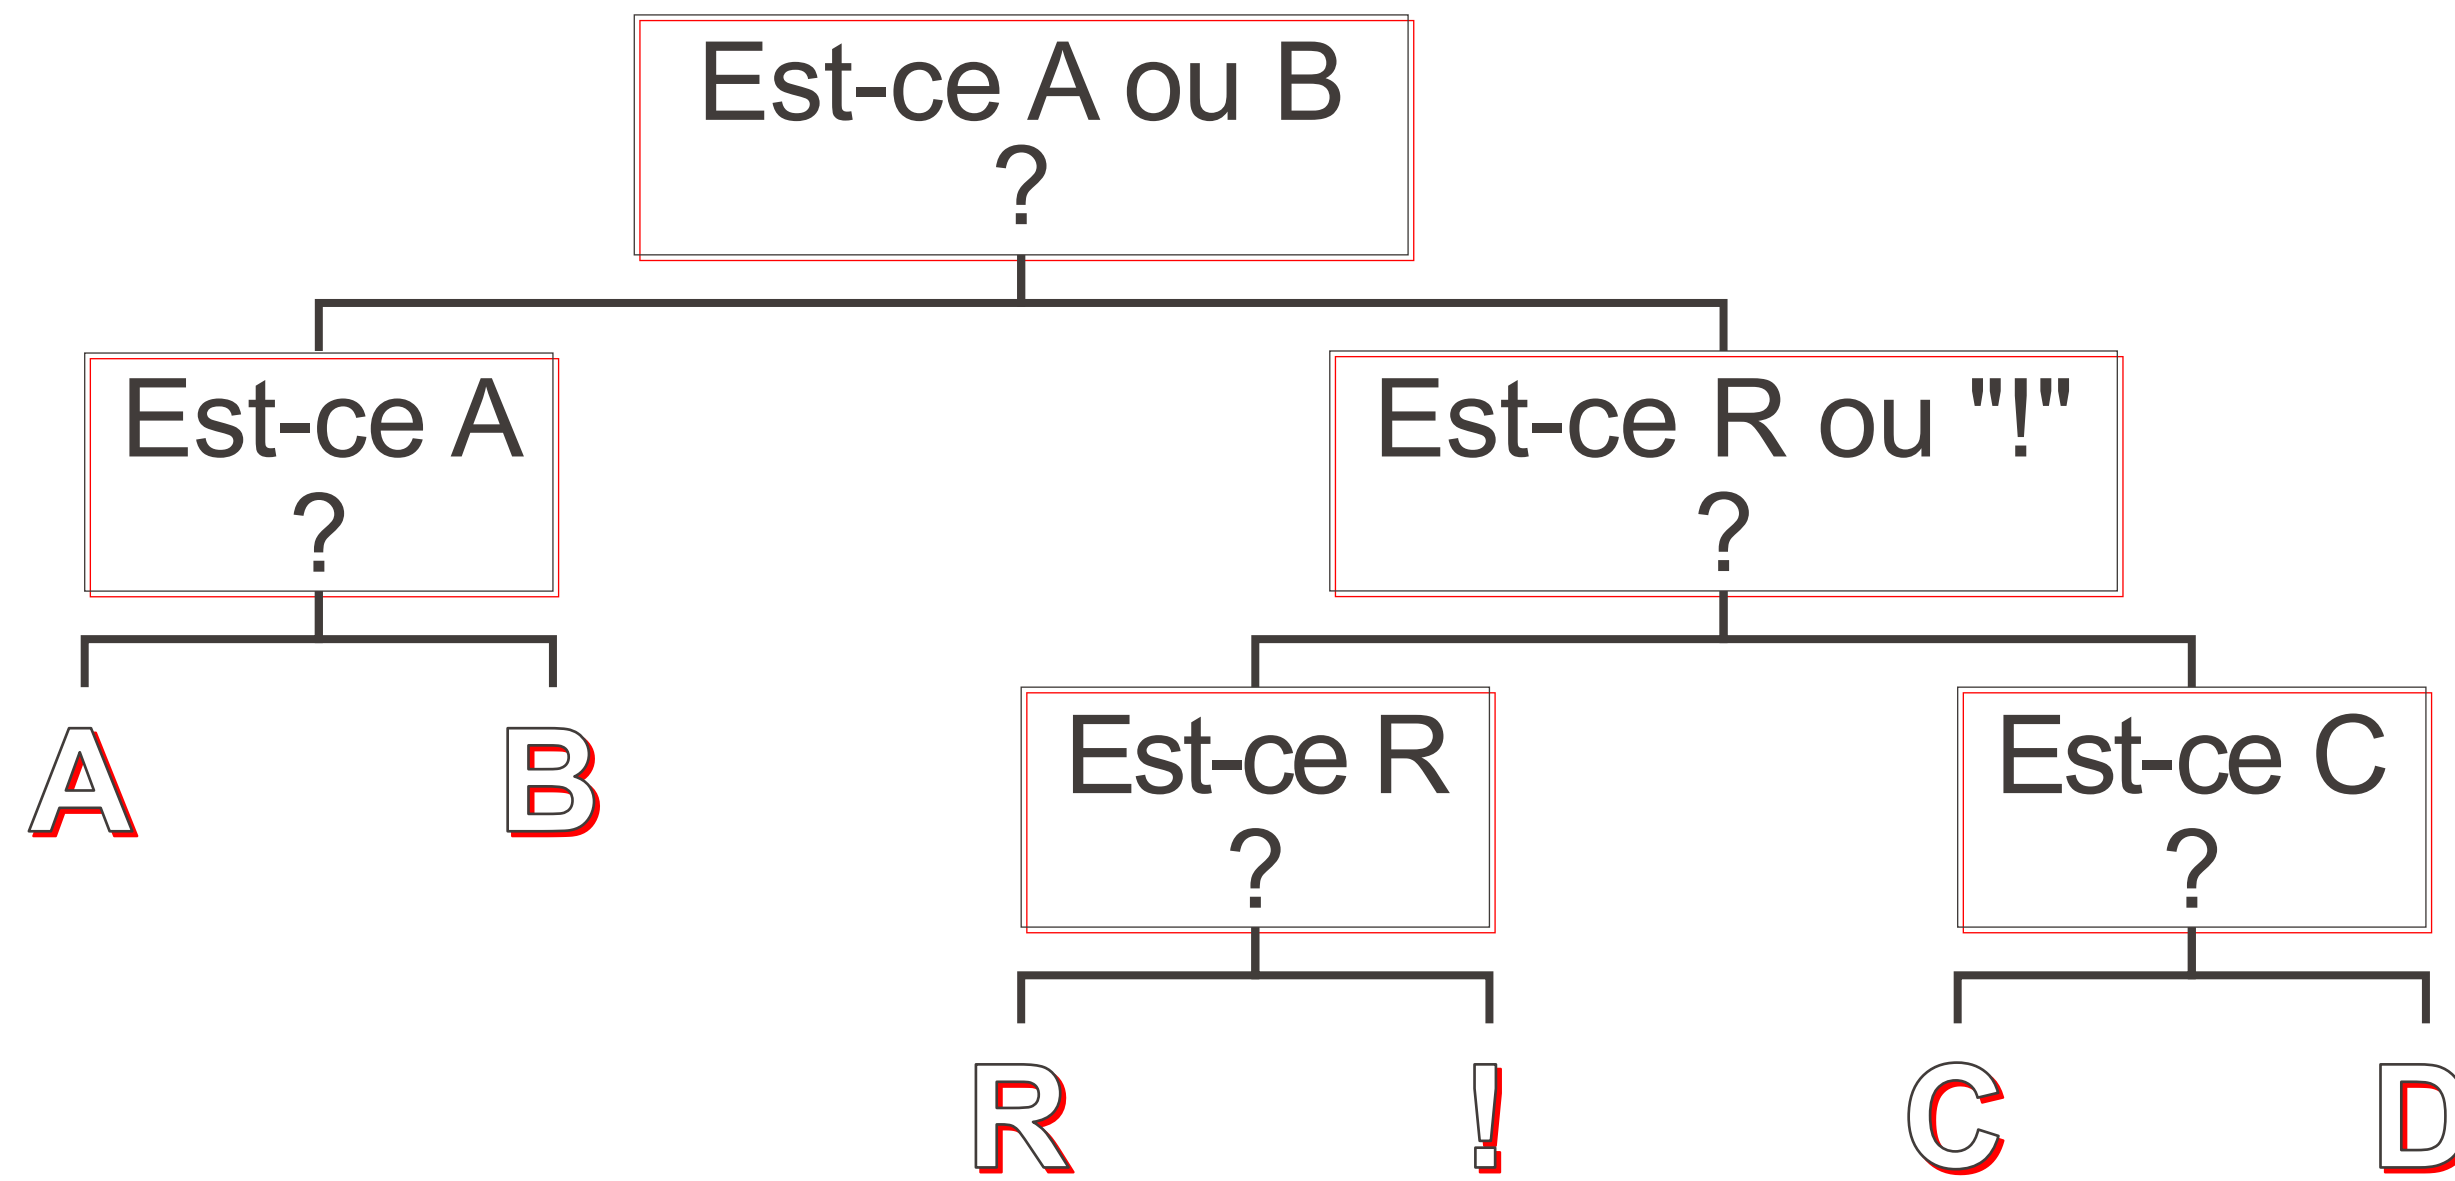 Est-ce A ou B
?
Est-ce A
?
Est-ce R ou "!"
?
A
B
Est-ce R
?
Est-ce C
?
R
!
C
D